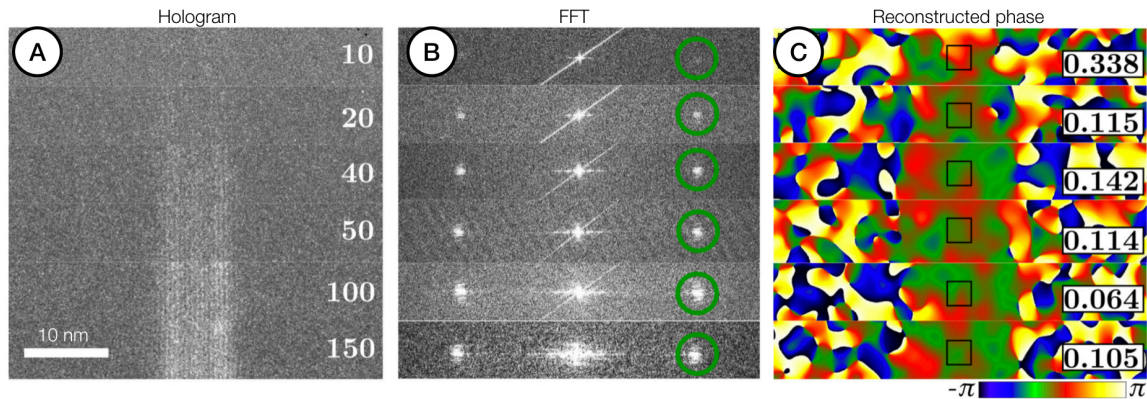 Hologram
FFT
Reconstructed phase
A
B
C
10
20
40
50
100
150
10 nm
0.338
0.115
0.142
0.114
0.064
0.105
-π
π